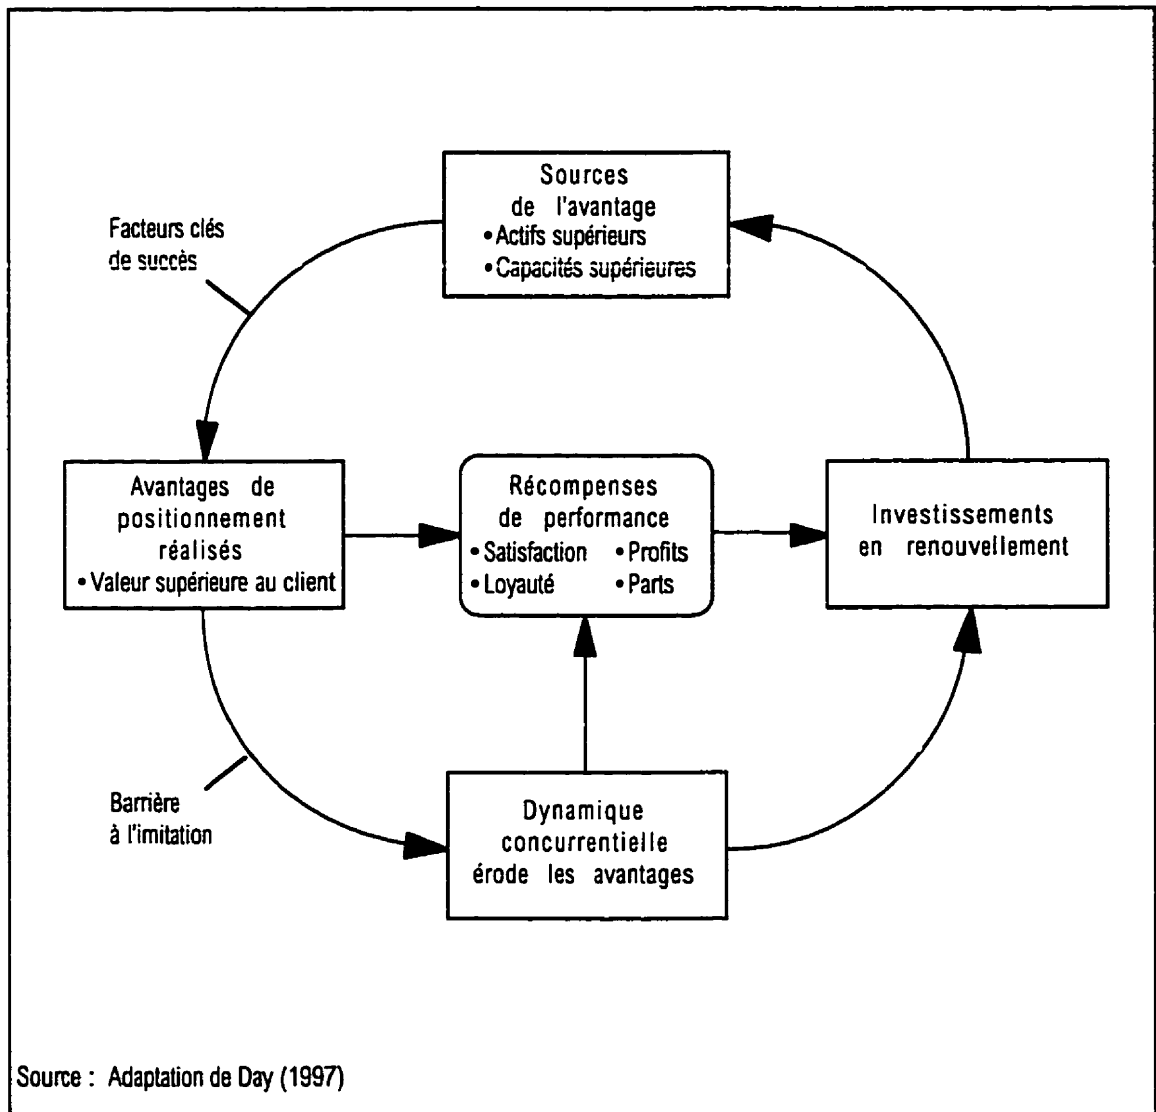 Sources
de l'avantage
• Actifs supérieurs
• Capacités supérieures
Facteurs clés
de succès
Avantages de
positionnement
réalisés
• Valeur supérieure au client
Récompenses
de performance
• Satisfaction • Profits
• Loyauté • Parts
Investissements
en renouvellement
Barrière
à l'imitation
Dynamique
concurrentielle
érode les avantages
Source : Adaptation de Day (1997)